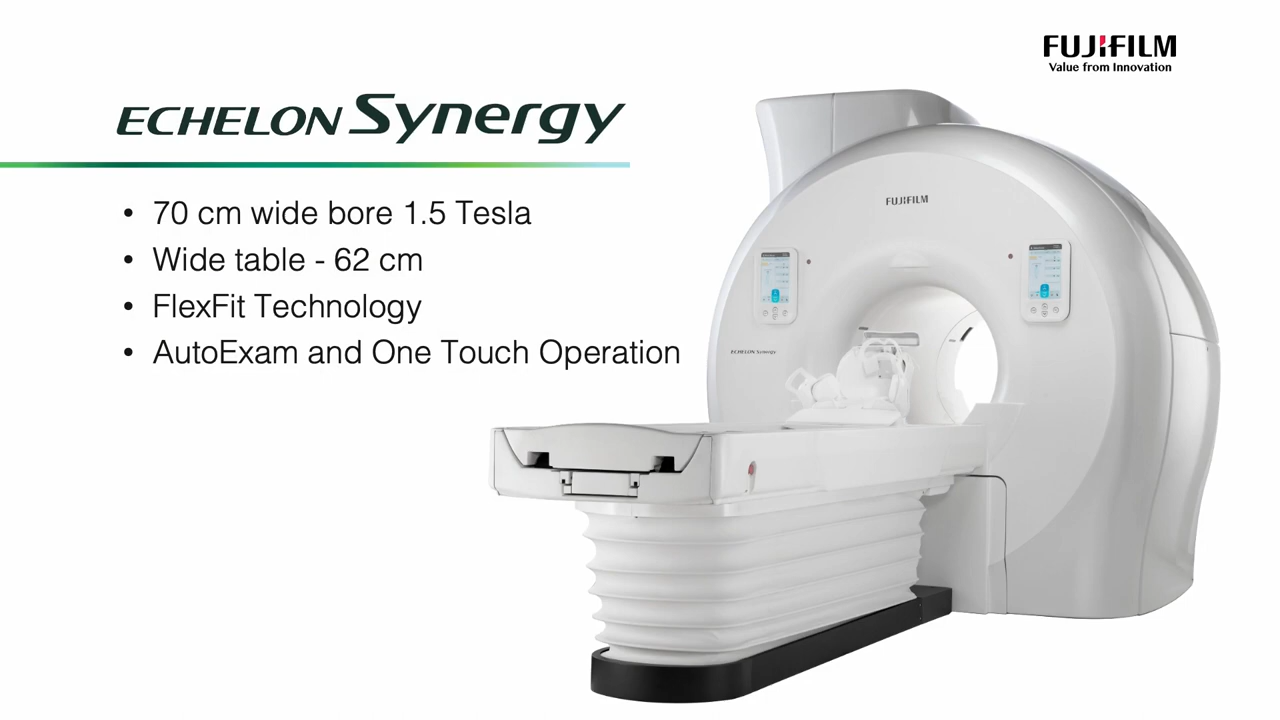 FUJIFILM
Value from Innovation
ECHELON Synergy
• 70 cm wide bore 1.5 Tesla
• Wide table - 62 cm
• FlexFit Technology
• AutoExam and One Touch Operation
FUJIFILM
ECHELON Synergy